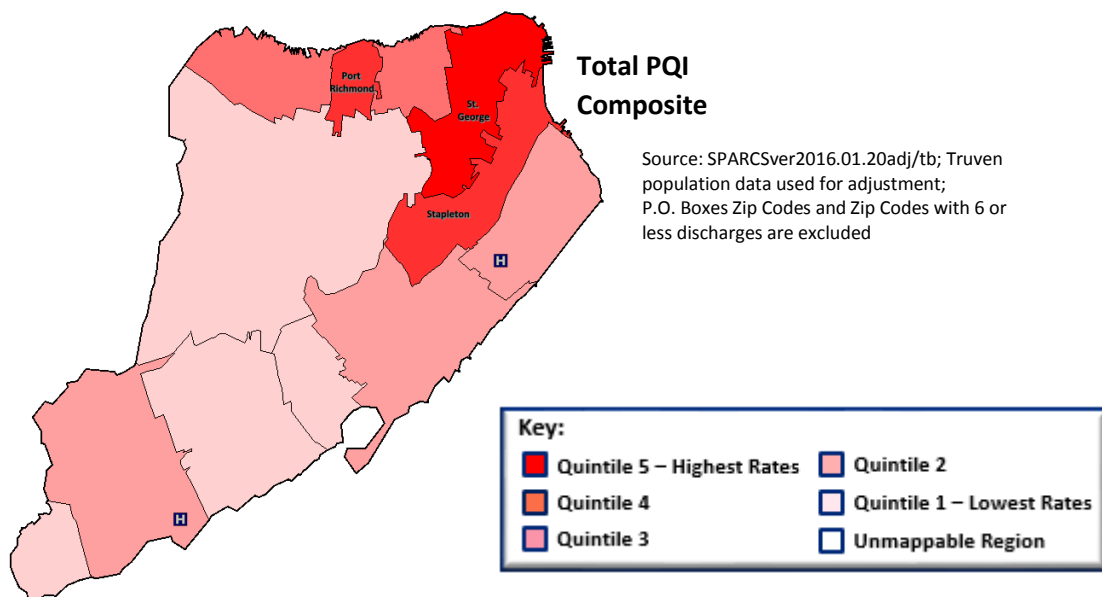 Total PQI
Composite
Port
Richmond
St.
George
Source: SPARCSver2016.01.20adj/tb; Truven
population data used for adjustment;
P.O. Boxes Zip Codes and Zip Codes with 6 or
less discharges are excluded
Stapleton
H
H
Key:
Quintile 5 – Highest Rates
Quintile 4
Quintile 3
Quintile 2
Quintile 1 – Lowest Rates
Unmappable Region